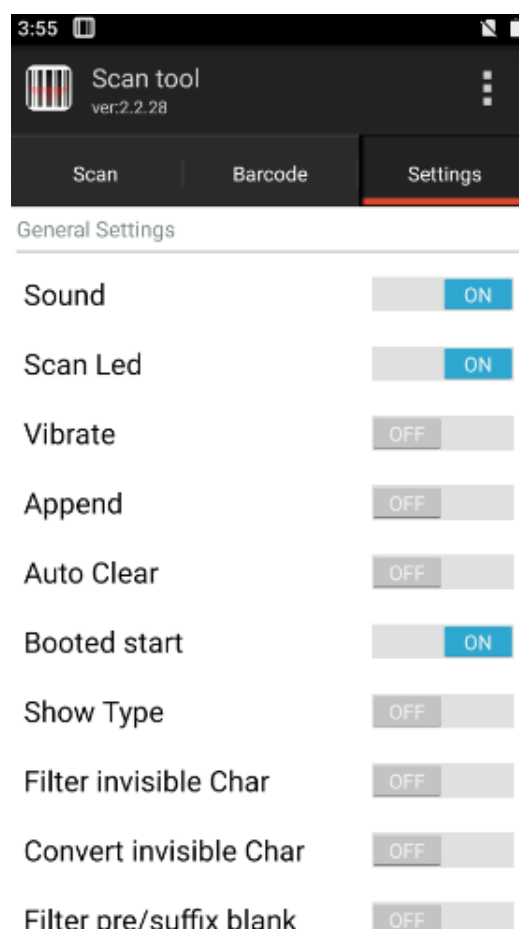 3:55
Scan tool
ver:2.2.28
Scan Barcode Settings
General Settings
Sound ON
Scan Led ON
Vibrate OFF
Append OFF
Auto Clear OFF
Booted start ON
Show Type OFF
Filter invisible Char OFF
Convert invisible Char OFF
Filter pre/suffix blank OFF